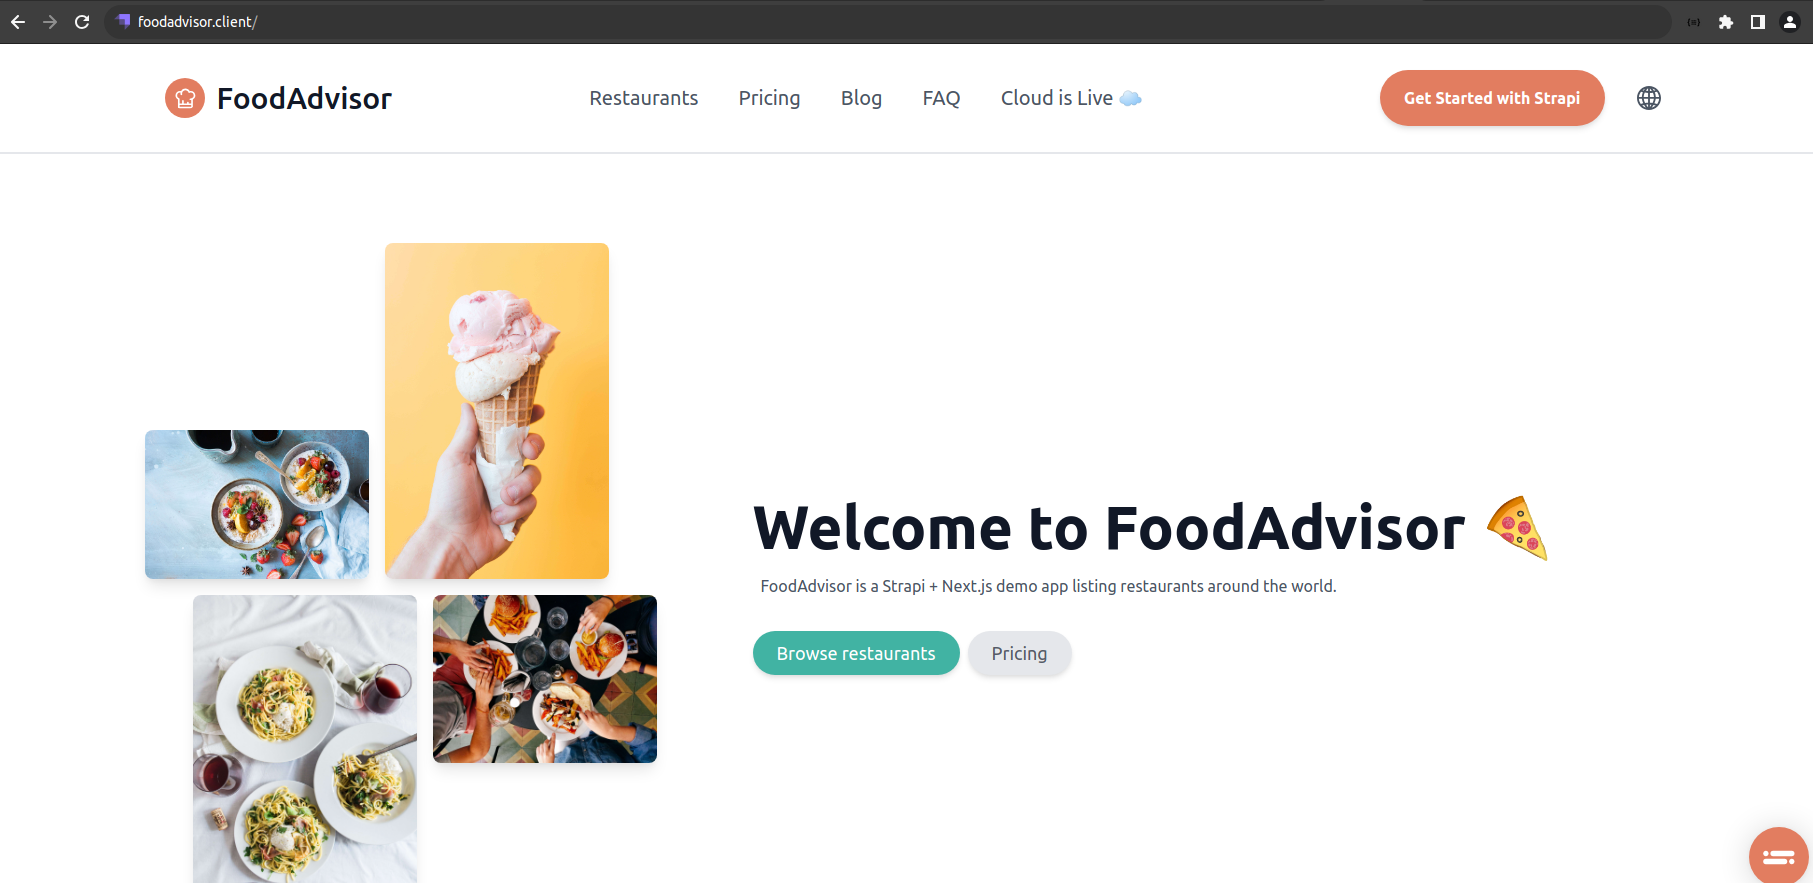 foodadvisor.client/
FoodAdvisor
Restaurants Pricing Blog FAQ Cloud is Live ☁️
Get Started with Strapi
Welcome to FoodAdvisor 🍕
FoodAdvisor is a Strapi + Next.js demo app listing restaurants around the world.
Browse restaurants Pricing